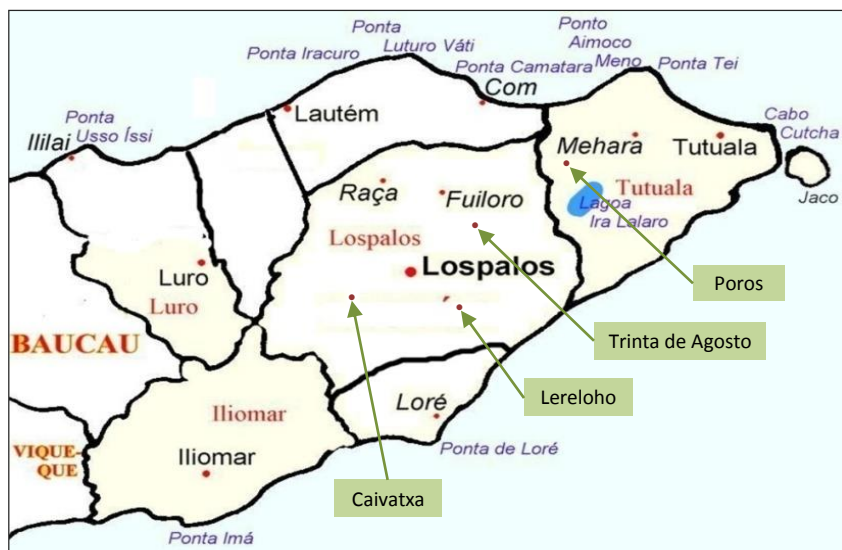 Ponta
Luturo Váti
Ponta Iracuro
Ponto
Aimoco
Meno
Ponta Tei
Ponta Camatara
Com
Lautém
Cabo
Cutcha
Ponta
Usso Íssi
Ililai
Mehara
Tutuala
Tutuala
Jaco
Raça
Fuiloro
Lagoa
Ira Lalaro
Lospalos
Lospalos
Luro
Luro
Poros
BAUCAU
Trinta de Agosto
Lereloho
Iliomar
Loré
Ponta de Loré
VIQUE-
QUE
Iliomar
Caivatxa
Ponta Imá